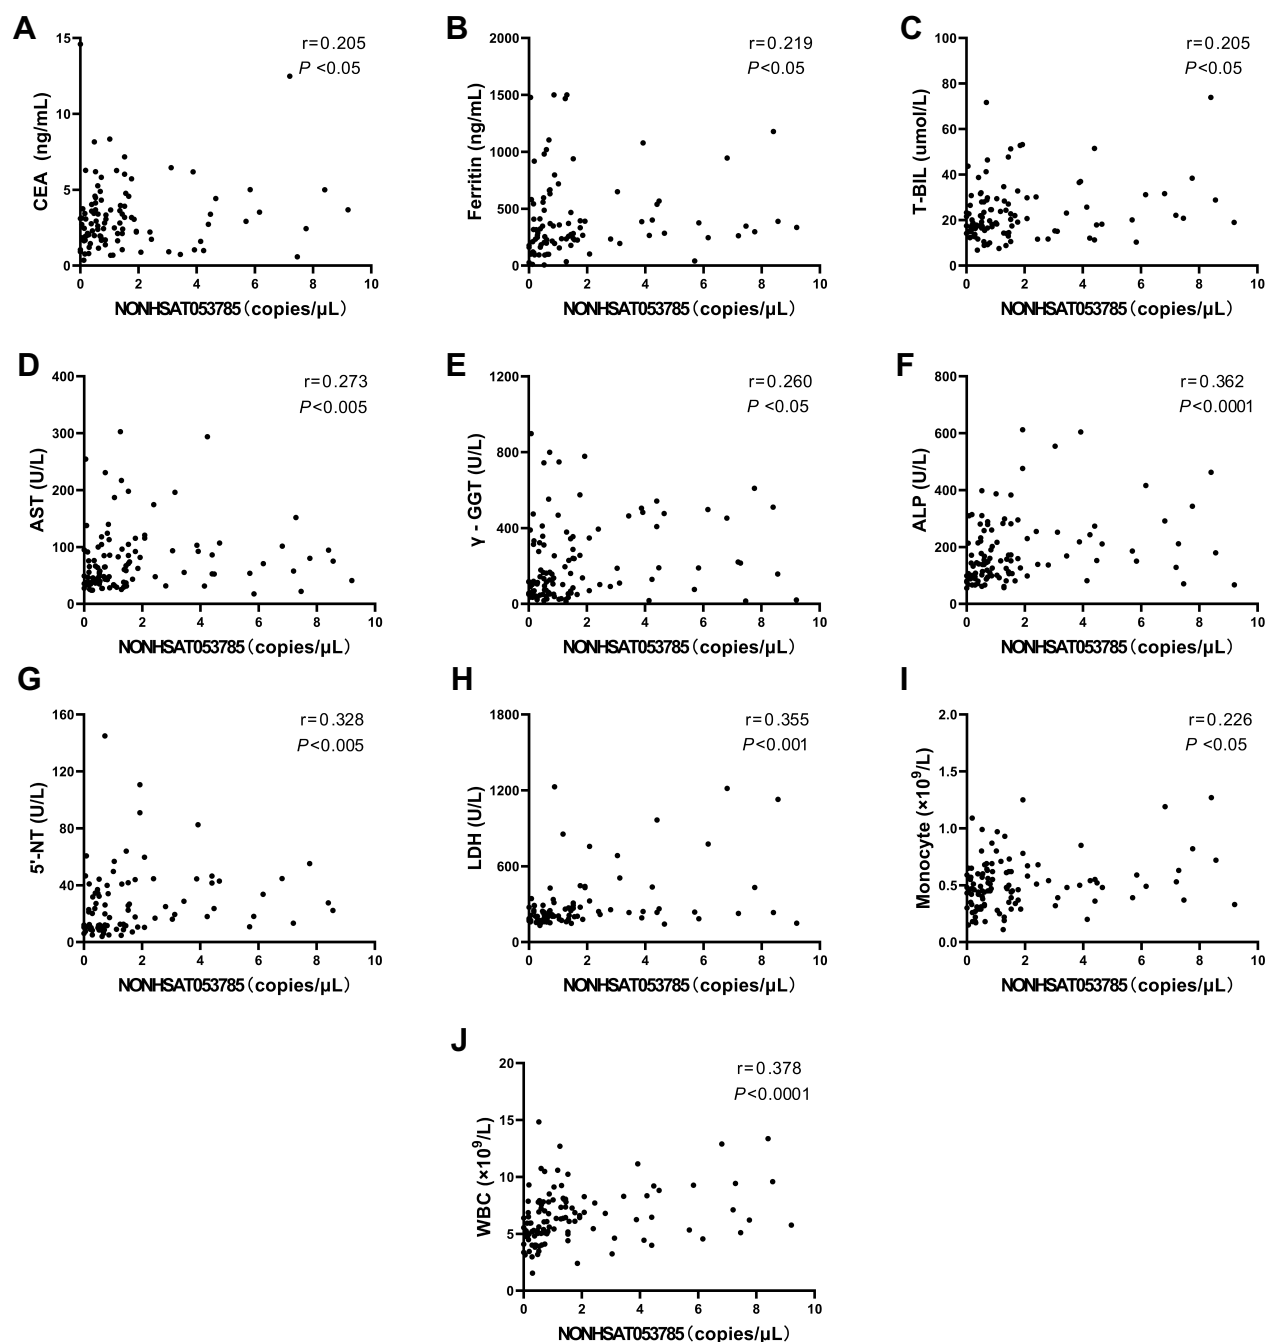 A
r=0.205
P <0.05
CEA (ng/mL)
15
10
5
0
0 2 4 6 8 10
NONHSAT053785(copies/μL)
B
r=0.219
P <0.05
Ferritin (ng/mL)
2000
1500
1000
500
0
0 2 4 6 8 10
NONHSAT053785(copies/μL)
C
r=0.205
P <0.05
T-BIL (umol/L)
100
80
60
40
20
0
0 2 4 6 8 10
NONHSAT053785(copies/μL)
D
r=0.273
P<0.005
AST (U/L)
400
300
200
100
0
0 2 4 6 8 10
NONHSAT053785(copies/μL)
E
r=0.260
P <0.05
γ - GGT (U/L)
1200
800
400
0
0 2 4 6 8 10
NONHSAT053785(copies/μL)
F
r=0.362
P<0.0001
ALP (U/L)
800
600
400
200
0
0 2 4 6 8 10
NONHSAT053785(copies/μL)
G
r=0.328
P<0.005
5'-NT (U/L)
160
120
80
40
0
0 2 4 6 8 10
NONHSAT053785(copies/μL)
H
r=0.355
P<0.001
LDH (U/L)
1800
1200
600
0
0 2 4 6 8 10
NONHSAT053785(copies/μL)
I
r=0.226
P <0.05
Monocyte (×10⁹/L)
2.0
1.5
1.0
0.5
0.0
0 2 4 6 8 10
NONHSAT053785(copies/μL)
J
r=0.378
P<0.0001
WBC (×10⁹/L)
20
15
10
5
0
0 2 4 6 8 10
NONHSAT053785(copies/μL)